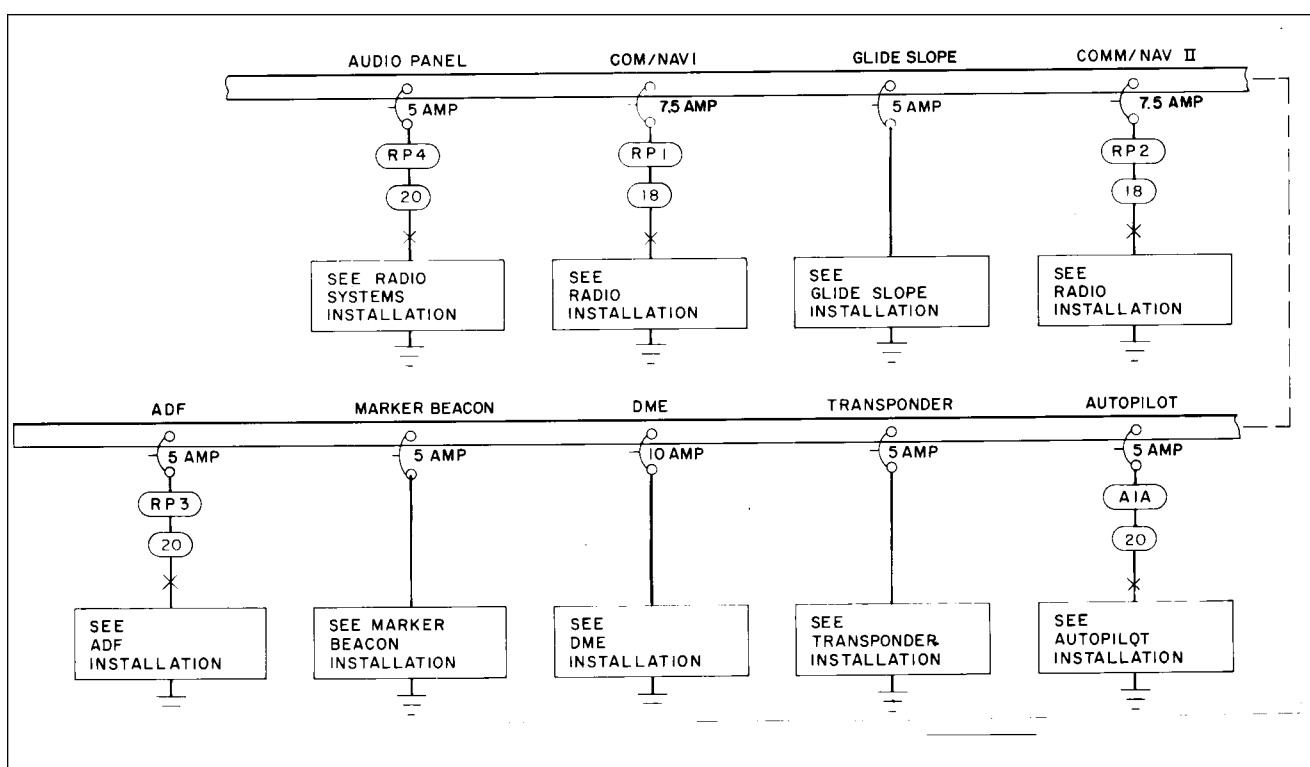 AUDIO PANEL
COM/NAV I
GLIDE SLOPE
COMM/NAV II
5 AMP
7.5 AMP
5 AMP
7.5 AMP
RP4
RP1
RP2
20
18
18
SEE RADIO
SYSTEMS
INSTALLATION
SEE
RADIO
INSTALLATION
SEE
GLIDE SLOPE
INSTALLATION
SEE
RADIO
INSTALLATION
ADF
MARKER BEACON
DME
TRANSPONDER
AUTOPILOT
5 AMP
5 AMP
10 AMP
5 AMP
5 AMP
RP3
A1A
20
20
SEE
ADF
INSTALLATION
SEE MARKER
BEACON
INSTALLATION
SEE
DME
INSTALLATION
SEE
TRANSPONDER
INSTALLATION
SEE
AUTOPILOT
INSTALLATION